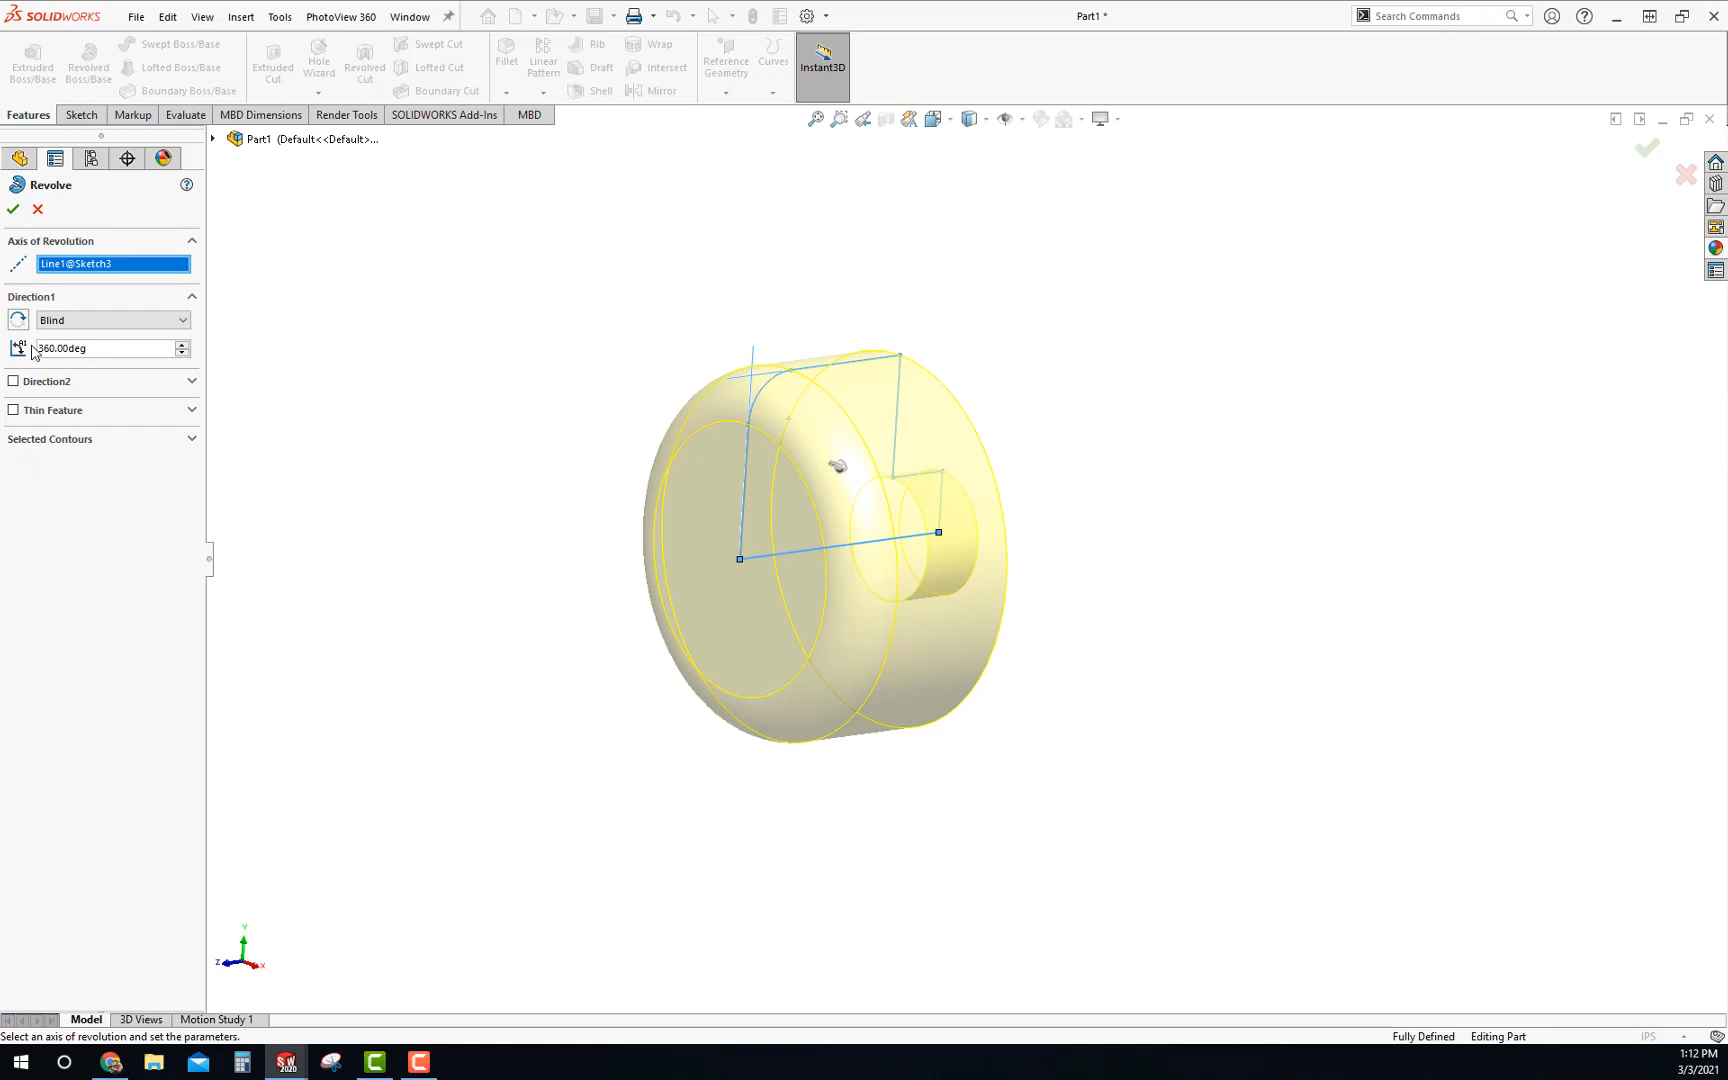 SOLIDWORKS File Edit View Insert Tools PhotoView 360 Window Part1 * Search Commands
Extruded Boss/Base
Revolved Boss/Base
Swept Boss/Base
Lofted Boss/Base
Boundary Boss/Base
Extruded Cut
Hole Wizard
Revolved Cut
Swept Cut
Lofted Cut
Boundary Cut
Fillet
Linear Pattern
Rib
Draft
Shell
Wrap
Intersect
Mirror
Reference Geometry
Curves
Instant3D
Features Sketch Markup Evaluate MBD Dimensions Render Tools SOLIDWORKS Add-Ins MBD
Part1 (Default<<Default>...
Revolve
Axis of Revolution
Line1@Sketch3
Direction1
Blind
360.00deg
Direction2
Thin Feature
Selected Contours
Y
Z X
Model 3D Views Motion Study 1
Select an axis of revolution and set the parameters. Fully Defined Editing Part IPS
SW 2020
1:12 PM
3/3/2021